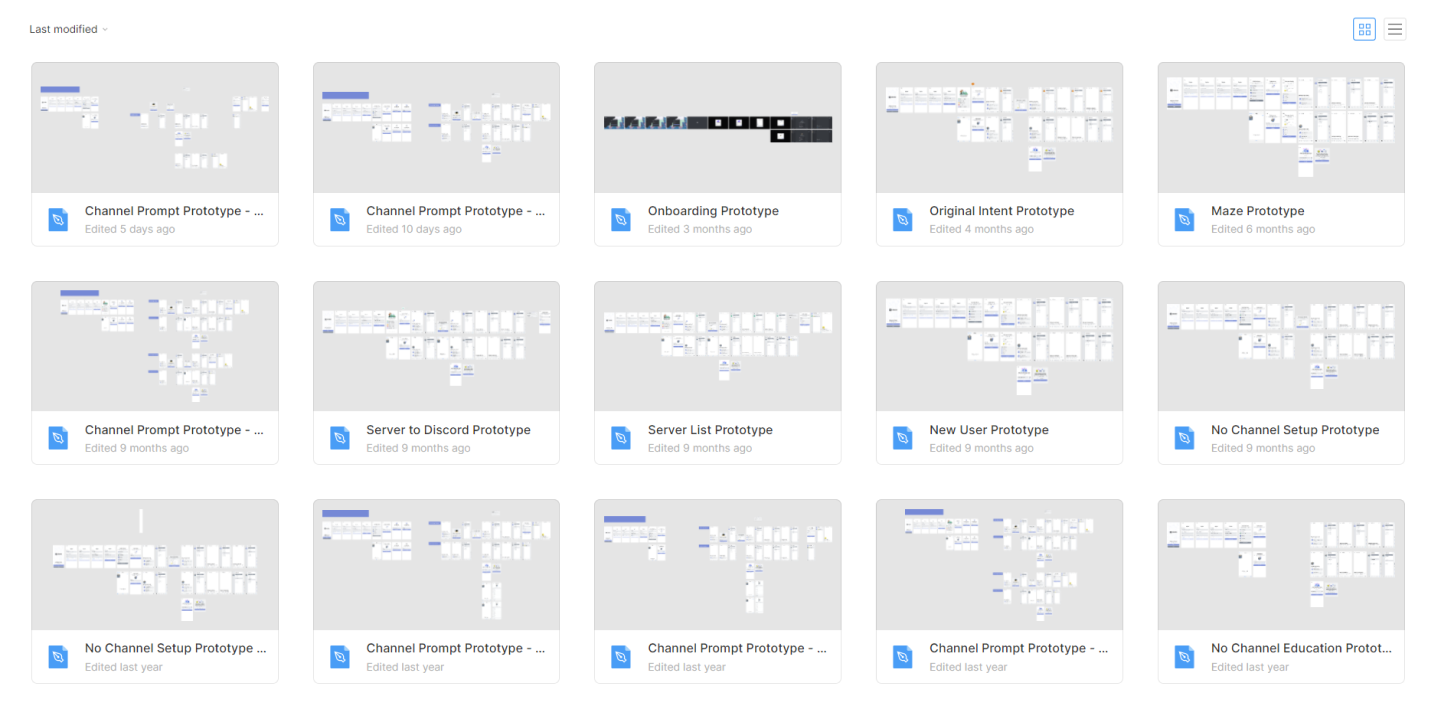 Last modified
Channel Prompt Prototype - ...
Edited 5 days ago
Channel Prompt Prototype - ...
Edited 10 days ago
Onboarding Prototype
Edited 3 months ago
Original Intent Prototype
Edited 4 months ago
Maze Prototype
Edited 6 months ago
Channel Prompt Prototype - ...
Edited 9 months ago
Server to Discord Prototype
Edited 9 months ago
Server List Prototype
Edited 9 months ago
New User Prototype
Edited 9 months ago
No Channel Setup Prototype
Edited 9 months ago
No Channel Setup Prototype ...
Edited last year
Channel Prompt Prototype - ...
Edited last year
Channel Prompt Prototype - ...
Edited last year
Channel Prompt Prototype - ...
Edited last year
No Channel Education Protot...
Edited last year